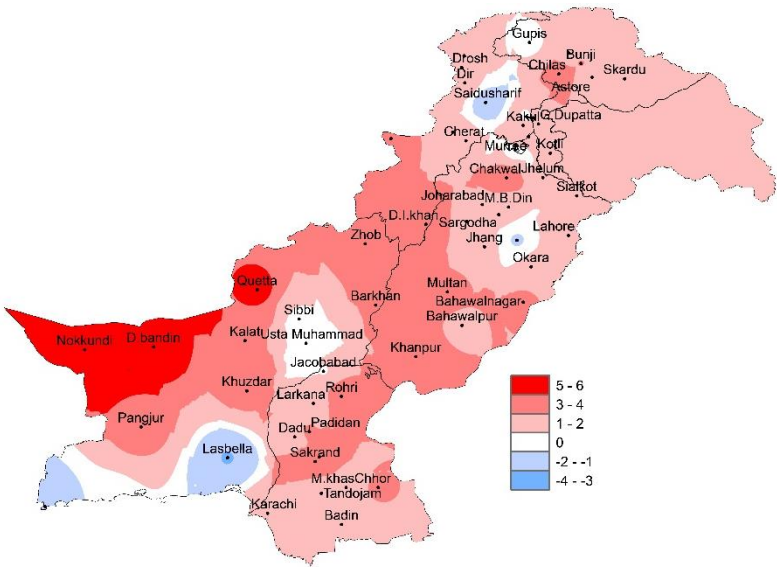 Gupis
Drosh
Bunji
Dir
Chilas
Skardu
Saidusharif
Astore
Kakul
G.Dupatta
Cherat
Murree
Kotli
Chakwal
Jhelum
Joharabad
M.B.Din
Sialkot
D.I.khan
Sargodha
Lahore
Zhob
Jhang
Okara
Quetta
Multan
Barkhan
Bahawalnagar
Sibbi
Bahawalpur
Nokkundi
D.bandin
Kalat
Usta Muhammad
Khanpur
Jacobabad
Khuzdar
Larkana
Rohri
Pangjur
Padidan
Dadu
Lasbella
Sakrand
M.khas
Chhor
Tandojam
Karachi
Badin
5 - 6
3 - 4
1 - 2
0
-2 - -1
-4 - -3